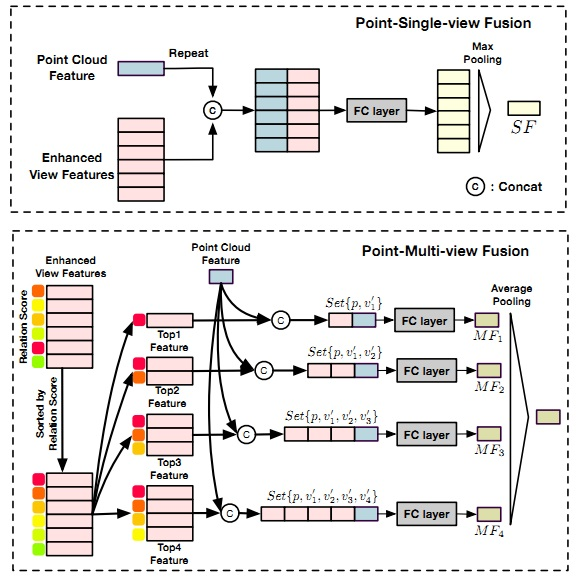 Point-Single-view Fusion
Point Cloud
Feature
Repeat
Max
Pooling
C
FC layer
SF
Enhanced
View Features
C : Concat
Point-Multi-view Fusion
Enhanced
View Features
Point Cloud
Feature
Average
Pooling
Relation Score
Sorted by
Relation Score
Top1
Feature
C
Set{p, v′₁}
FC layer
MF₁
Top2
Feature
C
Set{p, v′₁, v′₂}
FC layer
MF₂
Top3
Feature
C
Set{p, v′₁, v′₂, v′₃}
FC layer
MF₃
Top4
Feature
C
Set{p, v′₁, v′₂, v′₃, v′₄}
FC layer
MF₄